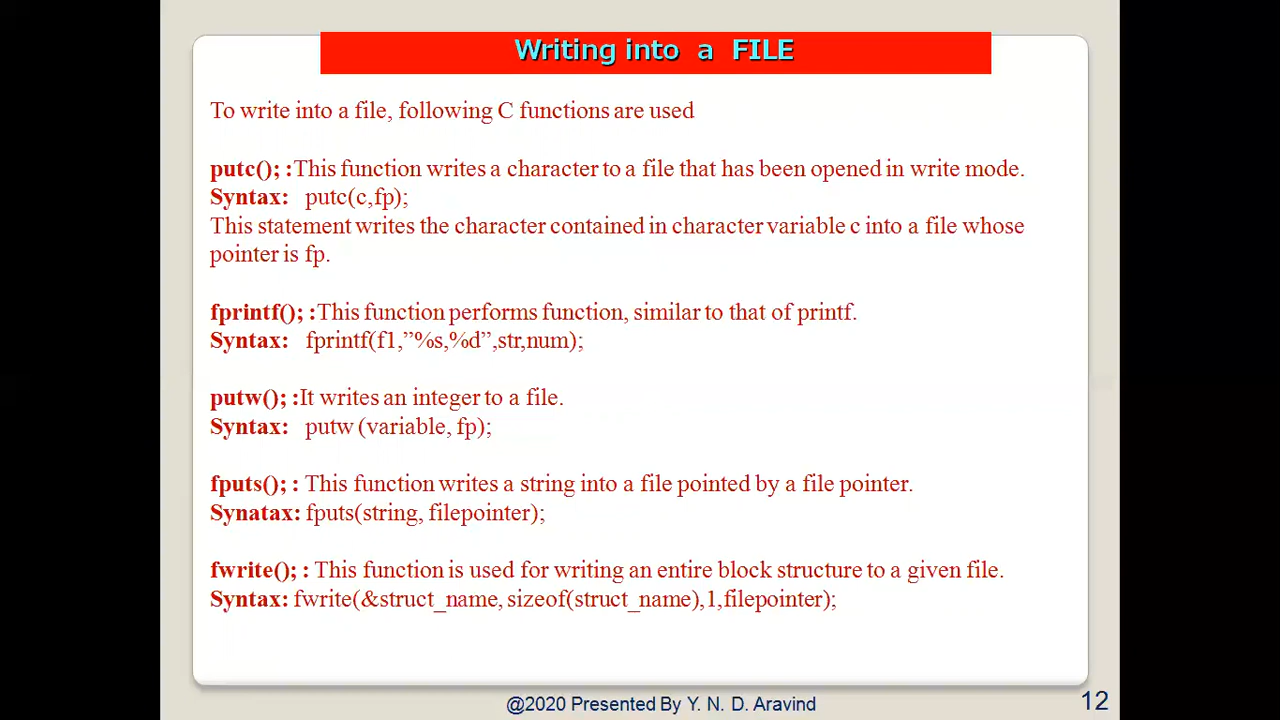 Writing into a FILE
To write into a file, following C functions are used
putc(); :This function writes a character to a file that has been opened in write mode.
Syntax: putc(c,fp);
This statement writes the character contained in character variable c into a file whose
pointer is fp.
fprintf(); :This function performs function, similar to that of printf.
Syntax: fprintf(f1,”%s,%d”,str,num);
putw(); :It writes an integer to a file.
Syntax: putw (variable, fp);
fputs(); : This function writes a string into a file pointed by a file pointer.
Synatax: fputs(string, filepointer);
fwrite(); : This function is used for writing an entire block structure to a given file.
Syntax: fwrite(&struct_name, sizeof(struct_name),1,filepointer);
@2020 Presented By Y. N. D. Aravind
12